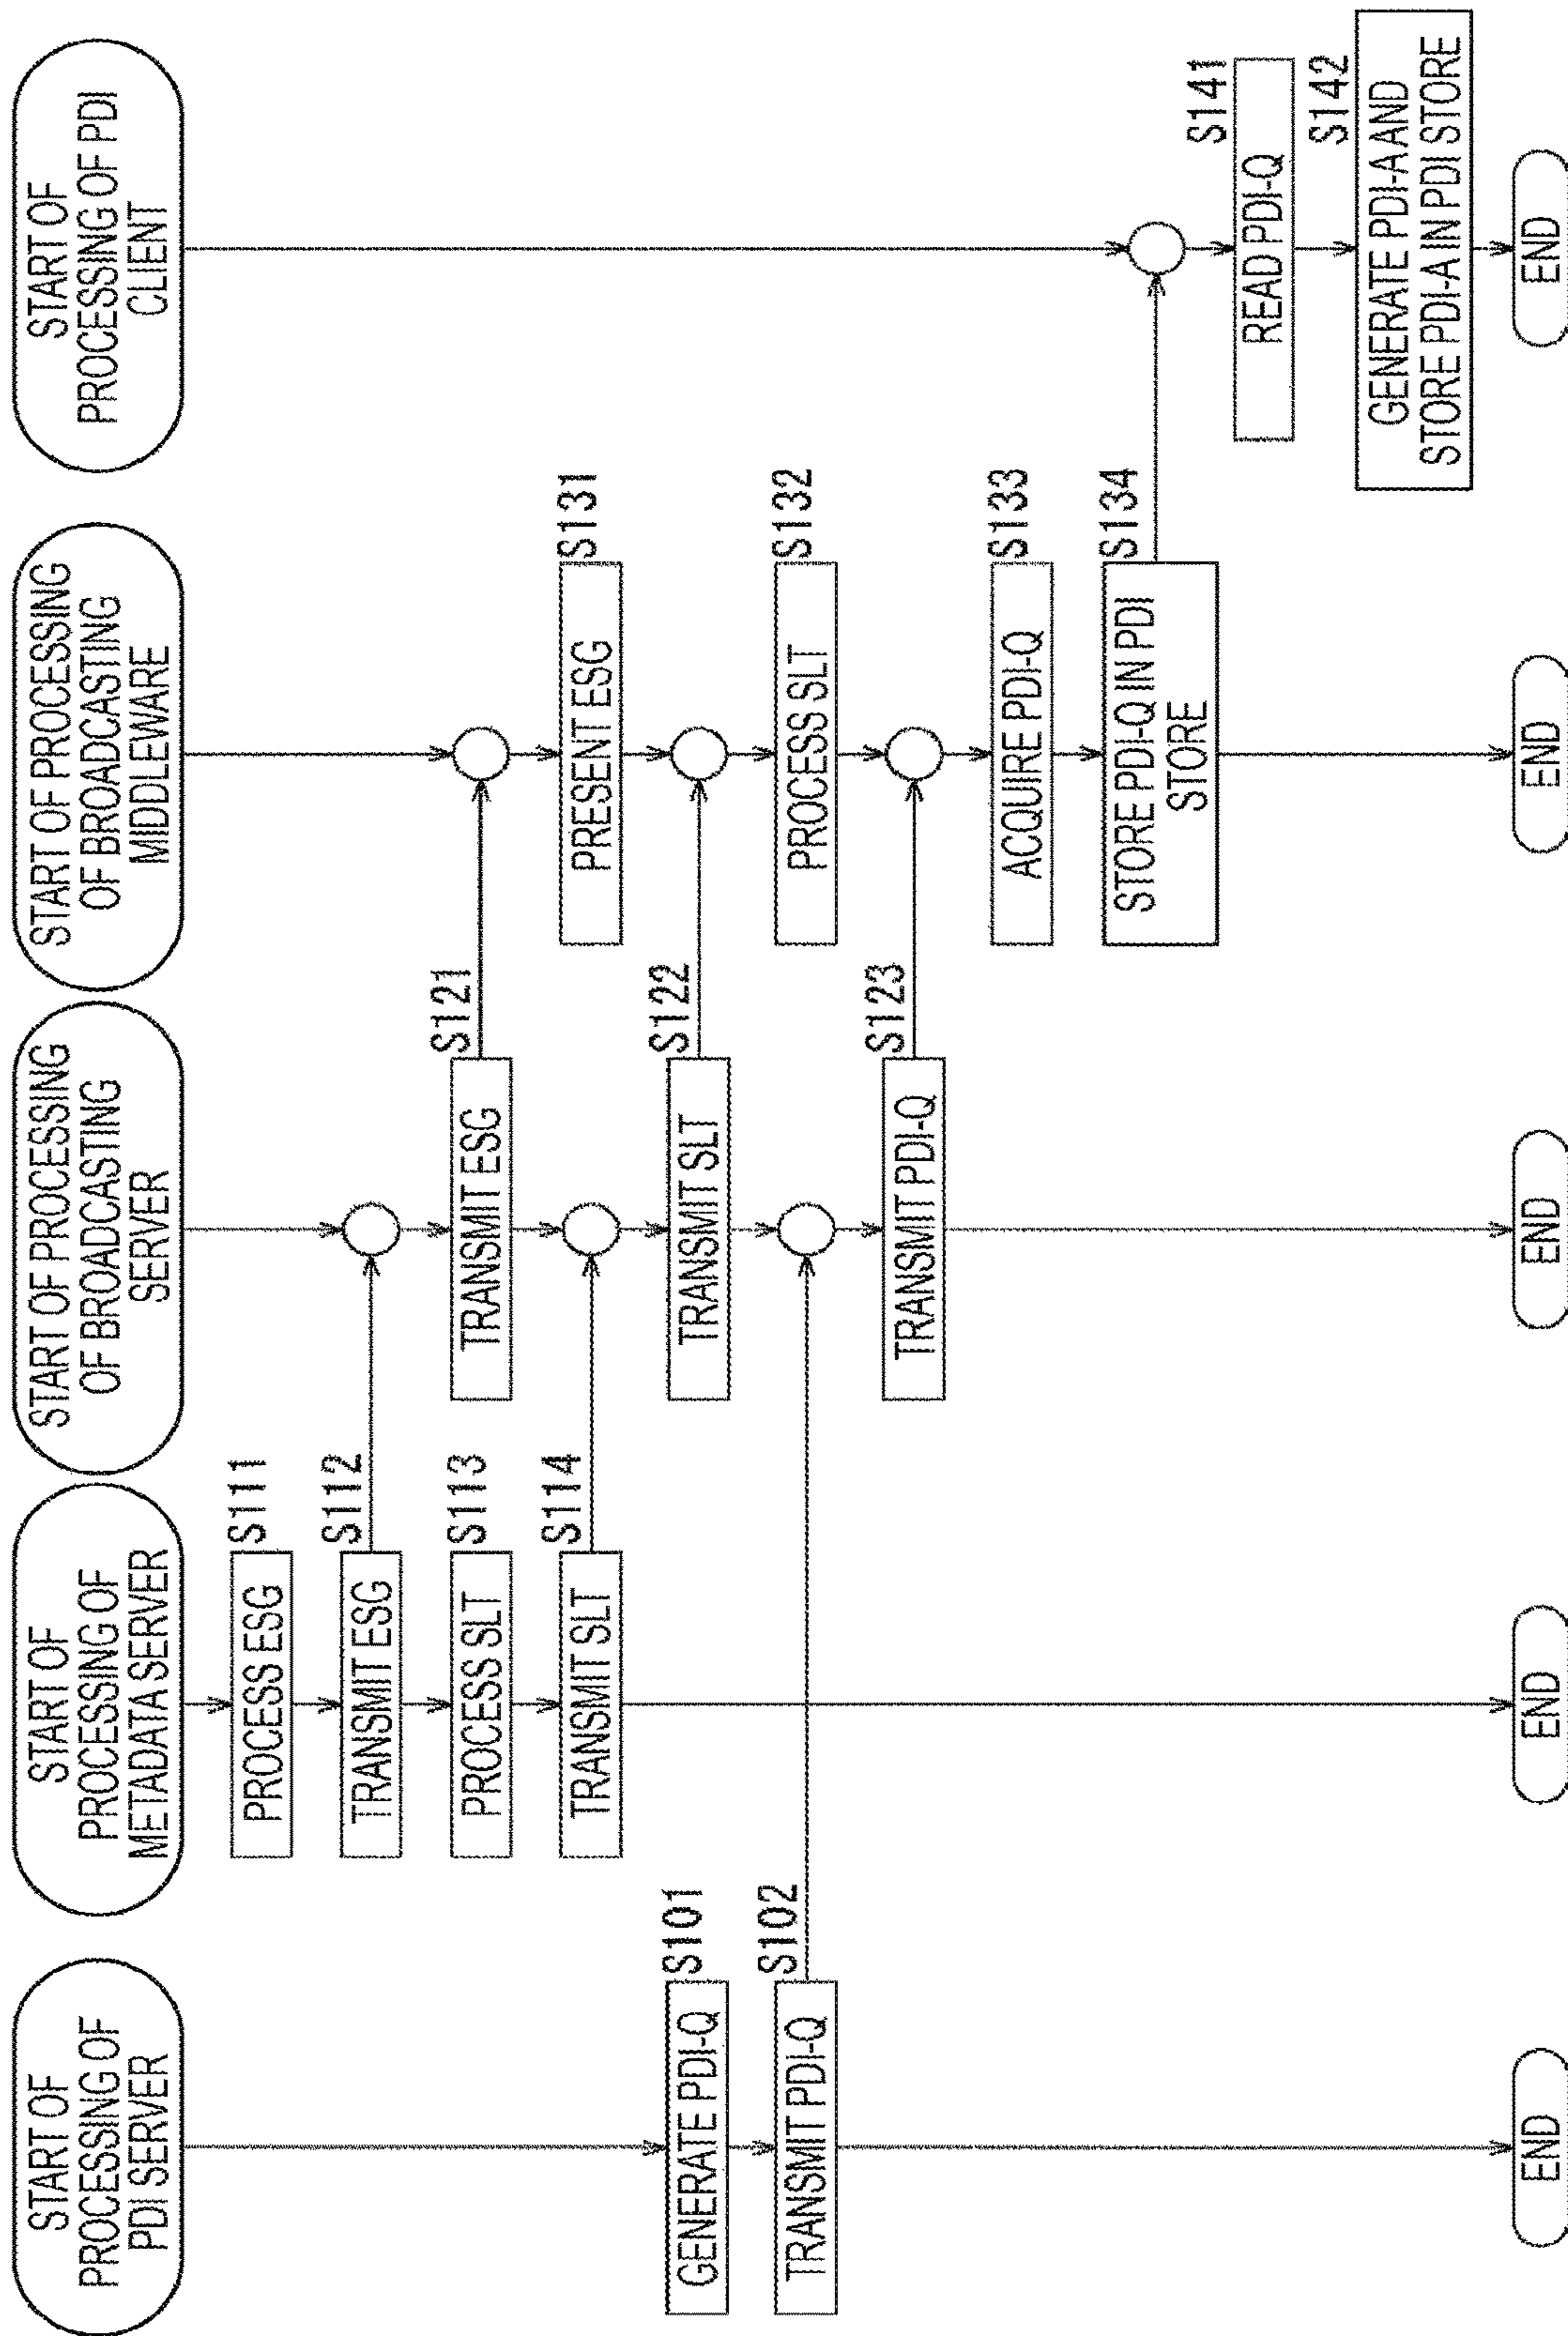 START OF
PROCESSING OF
PDI SERVER
GENERATE PDI-Q
S101
TRANSMIT PDI-Q
S102
END
START OF
PROCESSING OF
METADATA SERVER
PROCESS ESG
S111
TRANSMIT ESG
S112
PROCESS SLT
S113
TRANSMIT SLT
S114
END
START OF PROCESSING
OF BROADCASTING
SERVER
TRANSMIT ESG
S121
TRANSMIT SLT
S122
TRANSMIT PDI-Q
S123
END
START OF PROCESSING
OF BROADCASTING
MIDDLEWARE
PRESENT ESG
S131
PROCESS SLT
S132
ACQUIRE PDI-Q
S133
STORE PDI-Q IN PDI
STORE
S134
END
START OF
PROCESSING OF PDI
CLIENT
READ PDI-Q
S141
GENERATE PDI-A AND
STORE PDI-A IN PDI STORE
S142
END